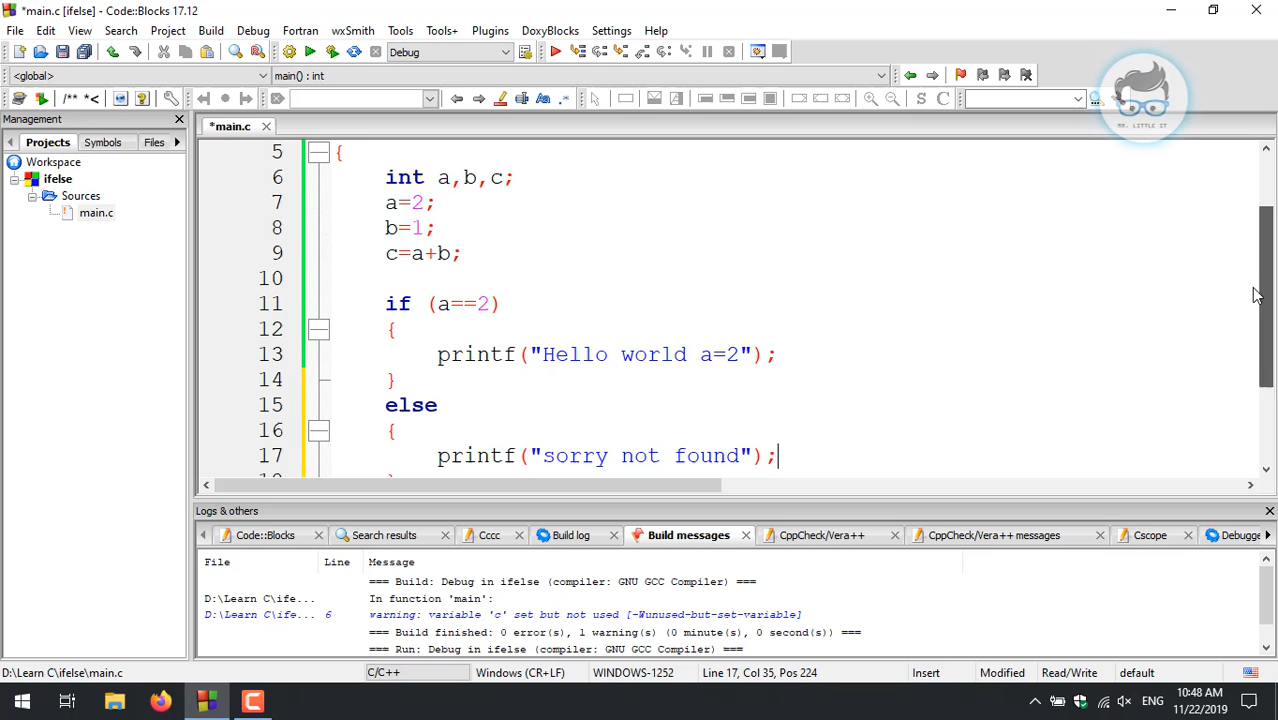 *main.c [ifelse] - Code::Blocks 17.12
File Edit View Search Project Build Debug Fortran wxSmith Tools Tools+ Plugins DoxyBlocks Settings Help
Debug
<global> main() : int
/** *<
S C
MR. LITTLE IT
Management
*main.c
Projects Symbols Files
Workspace
ifelse
Sources
main.c
5 {
6 int a,b,c;
7 a=2;
8 b=1;
9 c=a+b;
10
11 if (a==2)
12 {
13 printf("Hello world a=2");
14 }
15 else
16 {
17 printf("sorry not found");
Logs & others
Code::Blocks Search results Cccc Build log Build messages CppCheck/Vera++ CppCheck/Vera++ messages Cscope Debugge
File Line Message
=== Build: Debug in ifelse (compiler: GNU GCC Compiler) ===
D:\Learn C\ife... In function 'main':
D:\Learn C\ife... 6 warning: variable 'c' set but not used [-Wunused-but-set-variable]
=== Build finished: 0 error(s), 1 warning(s) (0 minute(s), 0 second(s)) ===
=== Run: Debug in ifelse (compiler: GNU GCC Compiler) ===
D:\Learn C\ifelse\main.c C/C++ Windows (CR+LF) WINDOWS-1252 Line 17, Col 35, Pos 224 Insert Modified Read/Write default
ENG
10:48 AM
11/22/2019